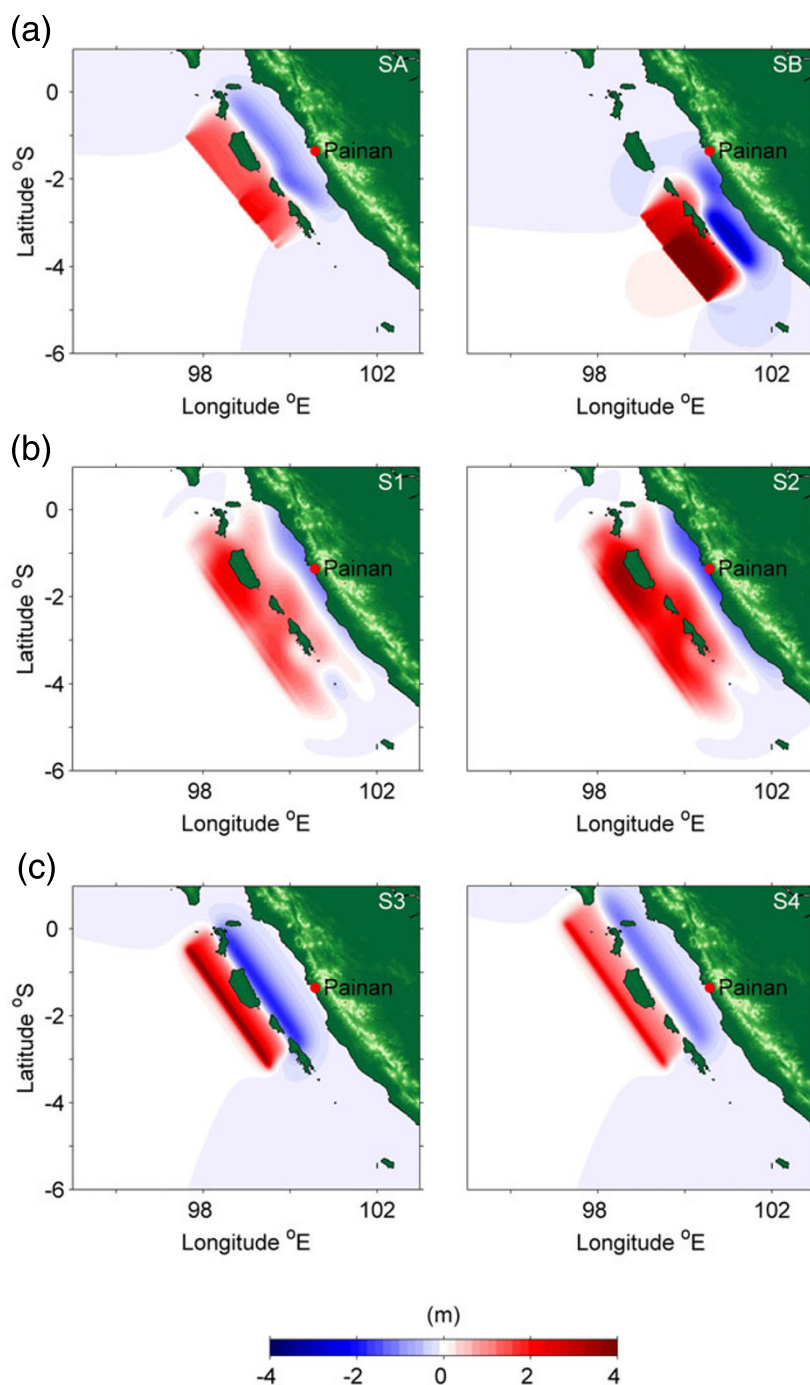 (a)
SA
SB
0
-2
-4
-6
Latitude °S
Painan
Painan
98
102
98
102
Longitude °E
Longitude °E
(b)
S1
S2
0
-2
-4
-6
Latitude °S
Painan
Painan
98
102
98
102
Longitude °E
Longitude °E
(c)
S3
S4
0
-2
-4
-6
Latitude °S
Painan
Painan
98
102
98
102
Longitude °E
Longitude °E
(m)
-4 -2 0 2 4